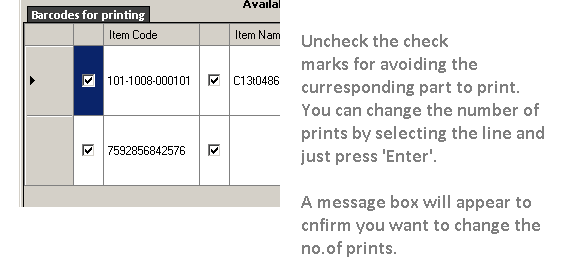 Availal
Barcodes for printing
Item Code Item Nam
101-1008-000101 C13t0486
7592856842576
Uncheck the check
marks for avoiding the
curresponding part to print.
You can change the number of
prints by selecting the line and
just press 'Enter'.
A message box will appear to
cnfirm you want to change the
no.of prints.